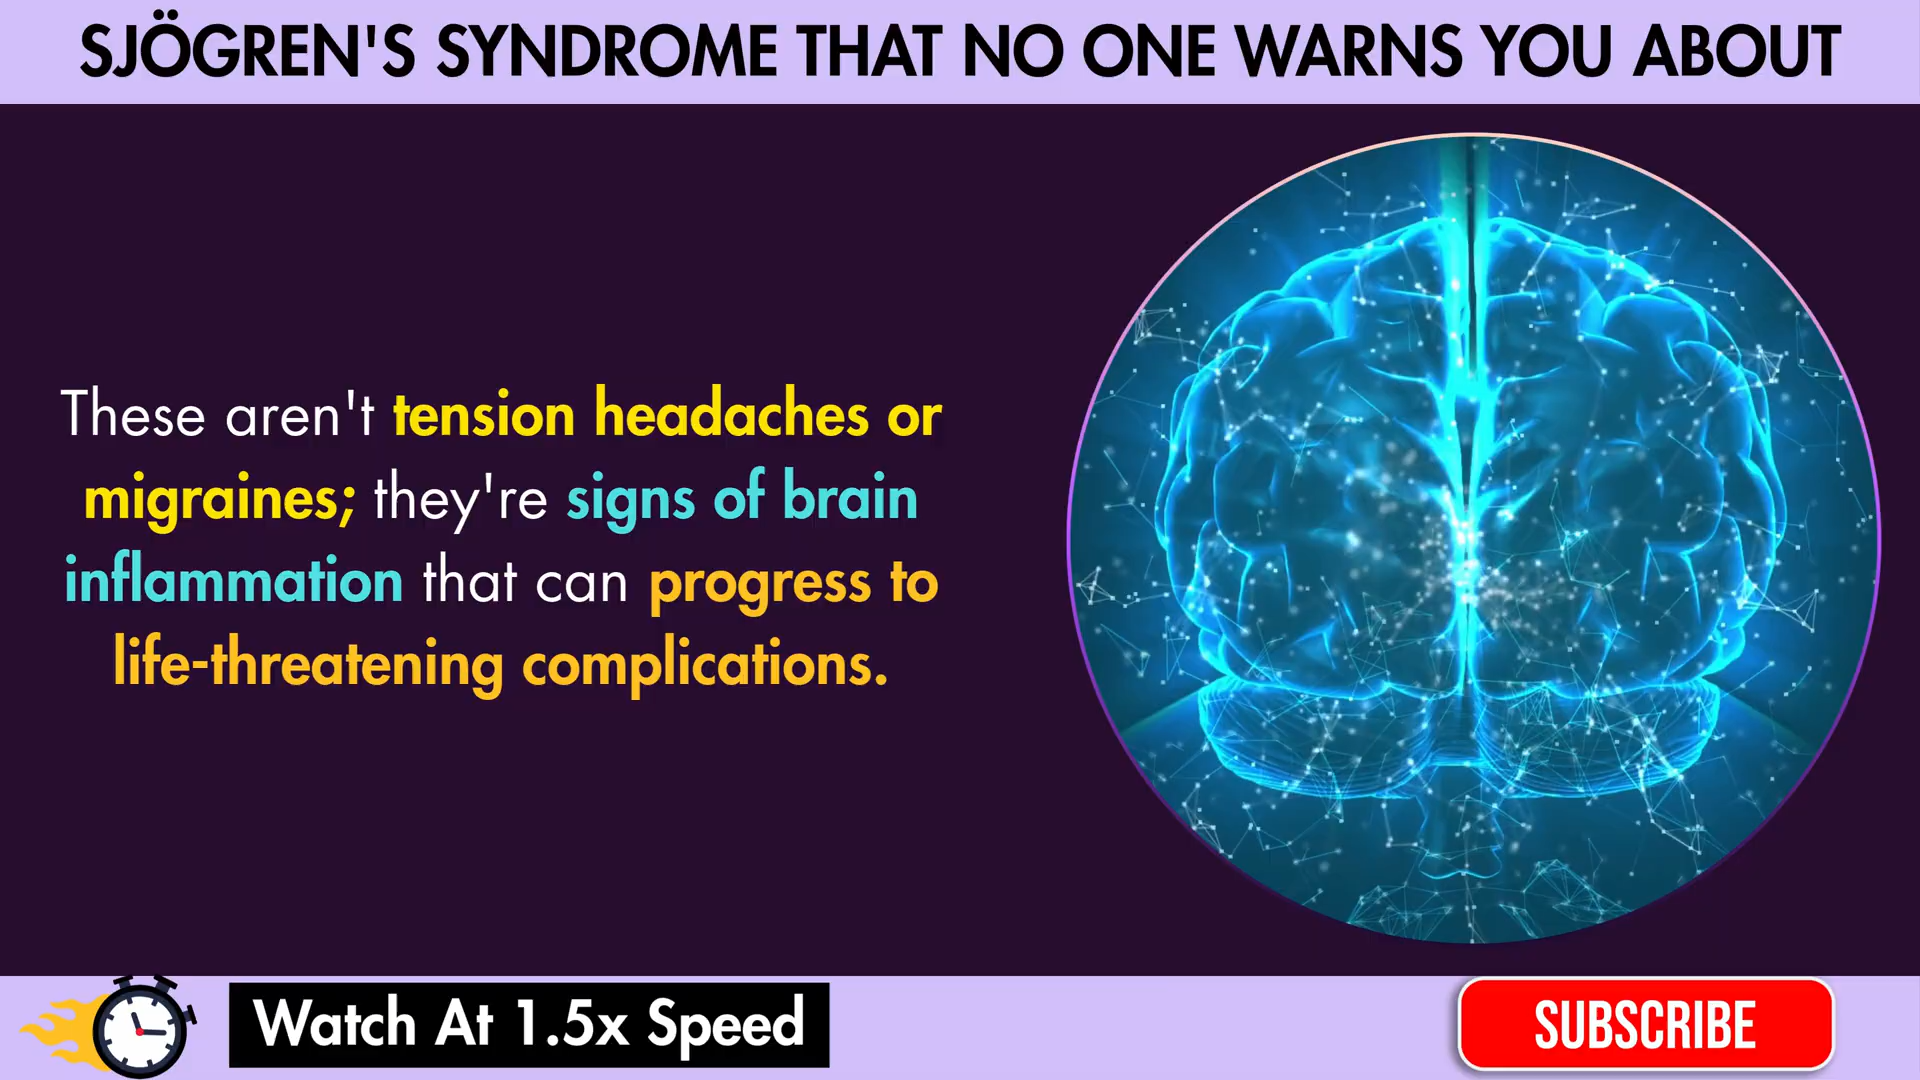 SJÖGREN'S SYNDROME THAT NO ONE WARNS YOU ABOUT
These aren't tension headaches or
migraines; they're signs of brain
inflammation that can progress to
life-threatening complications.
Watch At 1.5x Speed
SUBSCRIBE